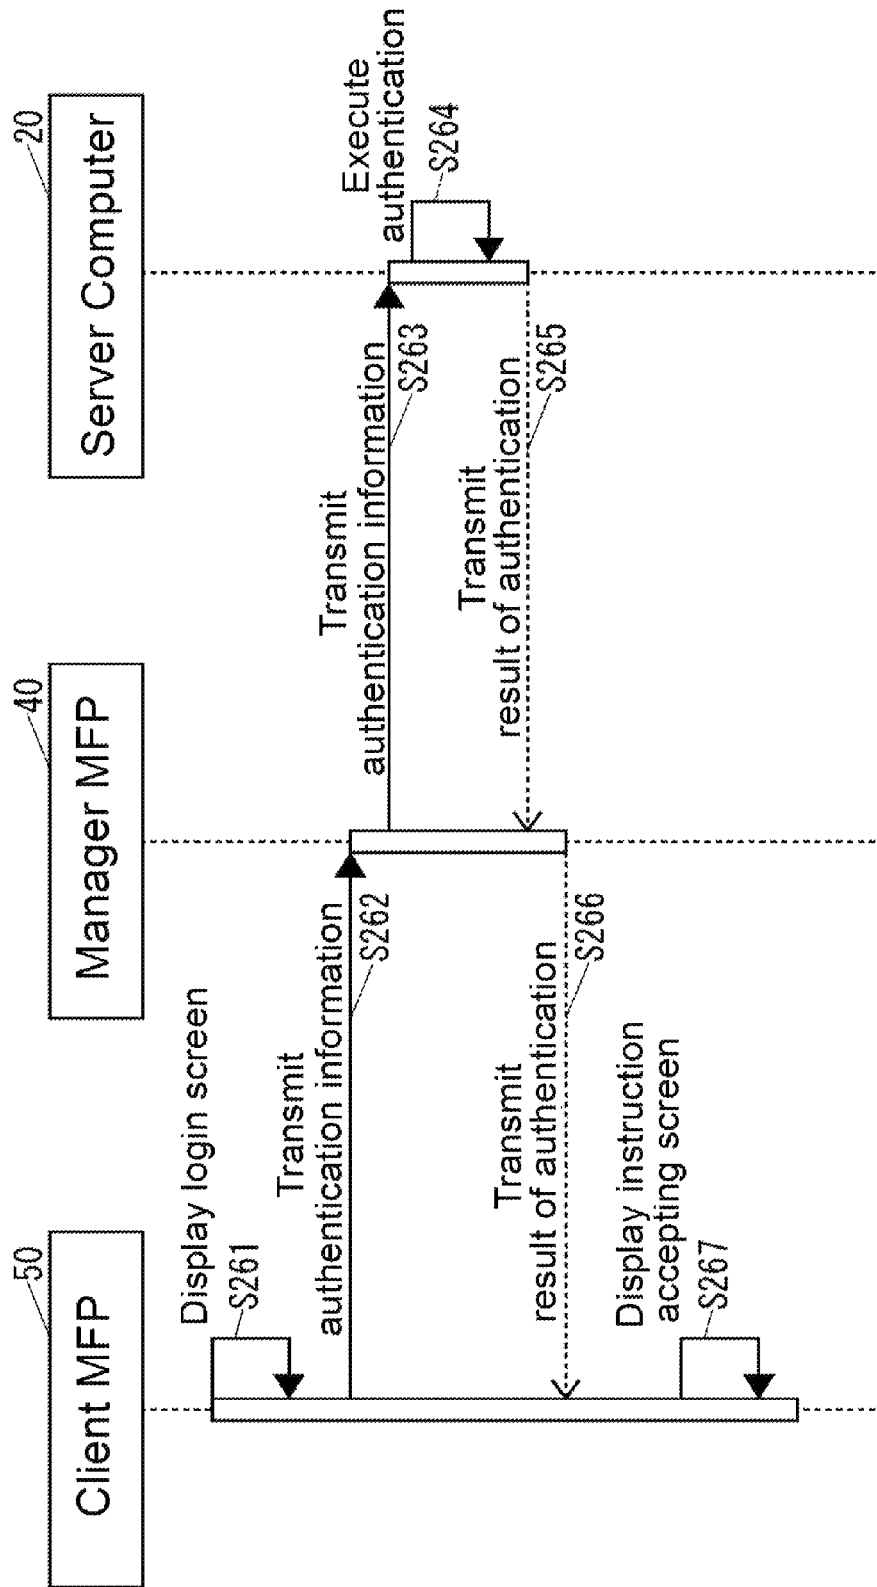 50
Client MFP
40
Manager MFP
20
Server Computer
Display login screen
S261
Transmit
authentication information
S262
Transmit
authentication information
S263
Execute
authentication
S264
Transmit
result of authentication
S265
Transmit
result of authentication
S266
Display instruction
accepting screen
S267